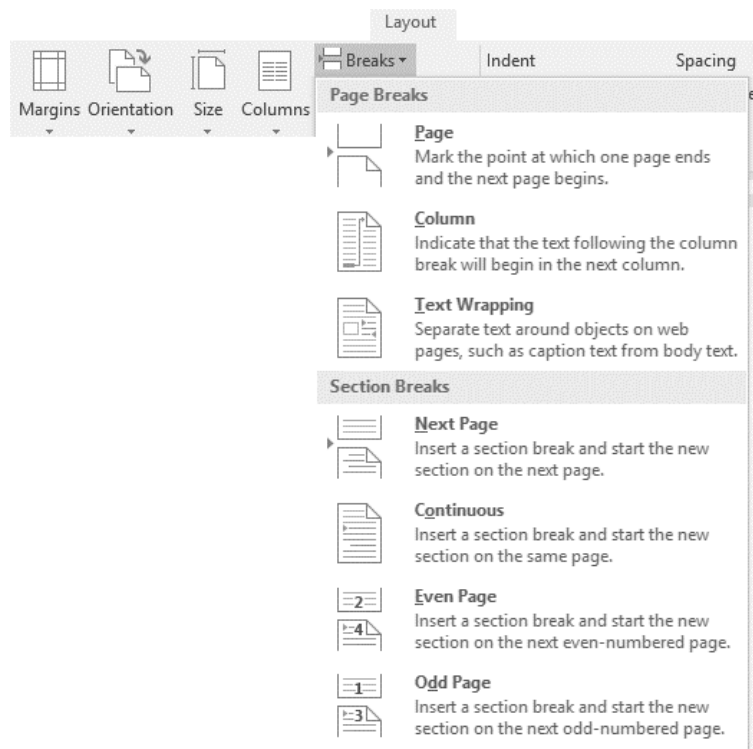 Layout
Breaks
Indent
Spacing
Margins Orientation Size Columns
Page Breaks
Page
Mark the point at which one page ends
and the next page begins.
Column
Indicate that the text following the column
break will begin in the next column.
Text Wrapping
Separate text around objects on web
pages, such as caption text from body text.
Section Breaks
Next Page
Insert a section break and start the new
section on the next page.
Continuous
Insert a section break and start the new
section on the same page.
2
4
Even Page
Insert a section break and start the new
section on the next even-numbered page.
1
3
Odd Page
Insert a section break and start the new
section on the next odd-numbered page.